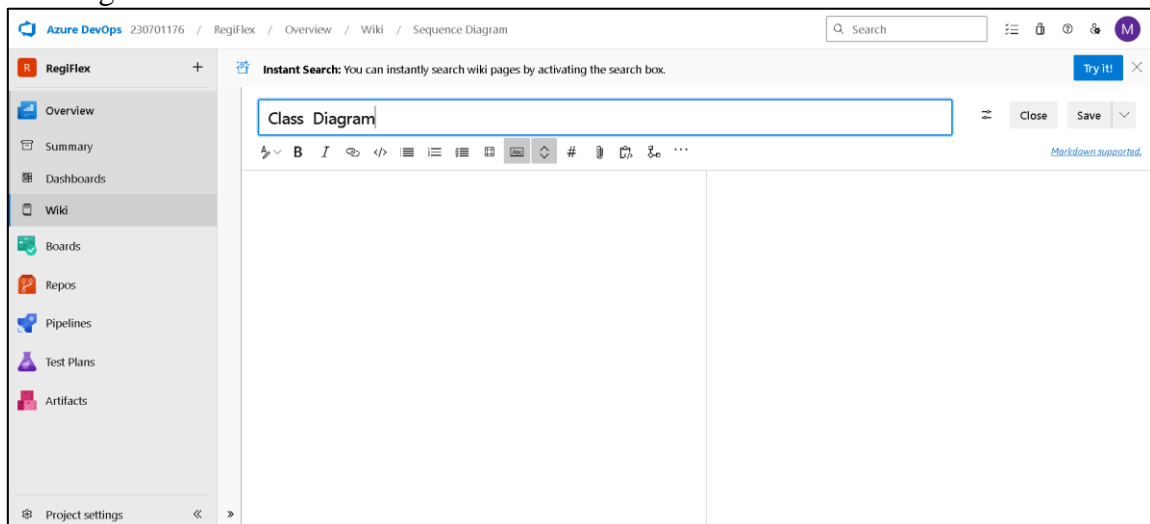 Azure DevOps 230701176 / RegiFlex / Overview / Wiki / Sequence Diagram
Search
M
R RegiFlex +
Instant Search: You can instantly search wiki pages by activating the search box.
Try it!
Overview
Class Diagram
Close
Save
Summary
B I </> # Abc ...
Markdown supported.
Dashboards
Wiki
Boards
Repos
Pipelines
Test Plans
Artifacts
Project settings « »